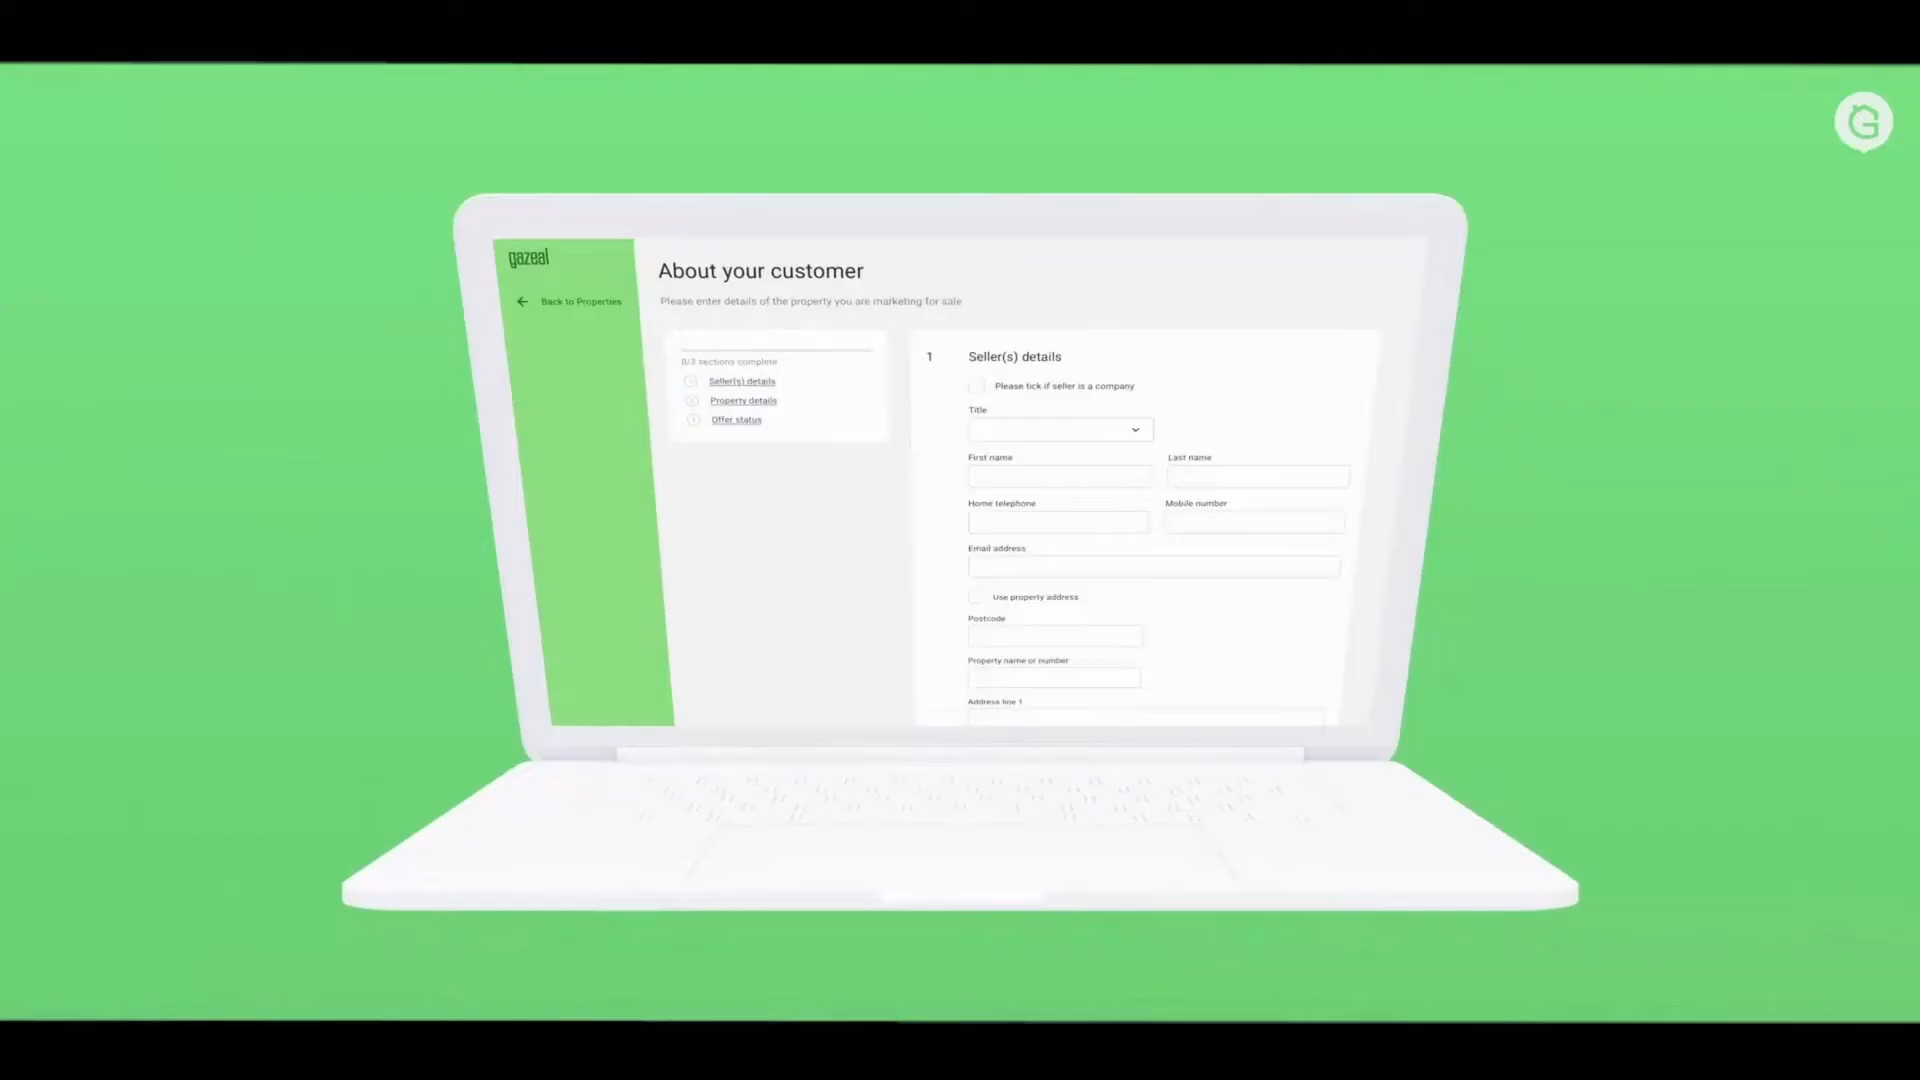 G
gazeal
Back to Properties
About your customer
Please enter details of the property you are marketing for sale
0/3 sections complete
Seller(s) details
Property details
Offer status
1 Seller(s) details
Please tick if seller is a company
Title
First name Last name
Home telephone Mobile number
Email address
Use property address
Postcode
Property name or number
Address line 1